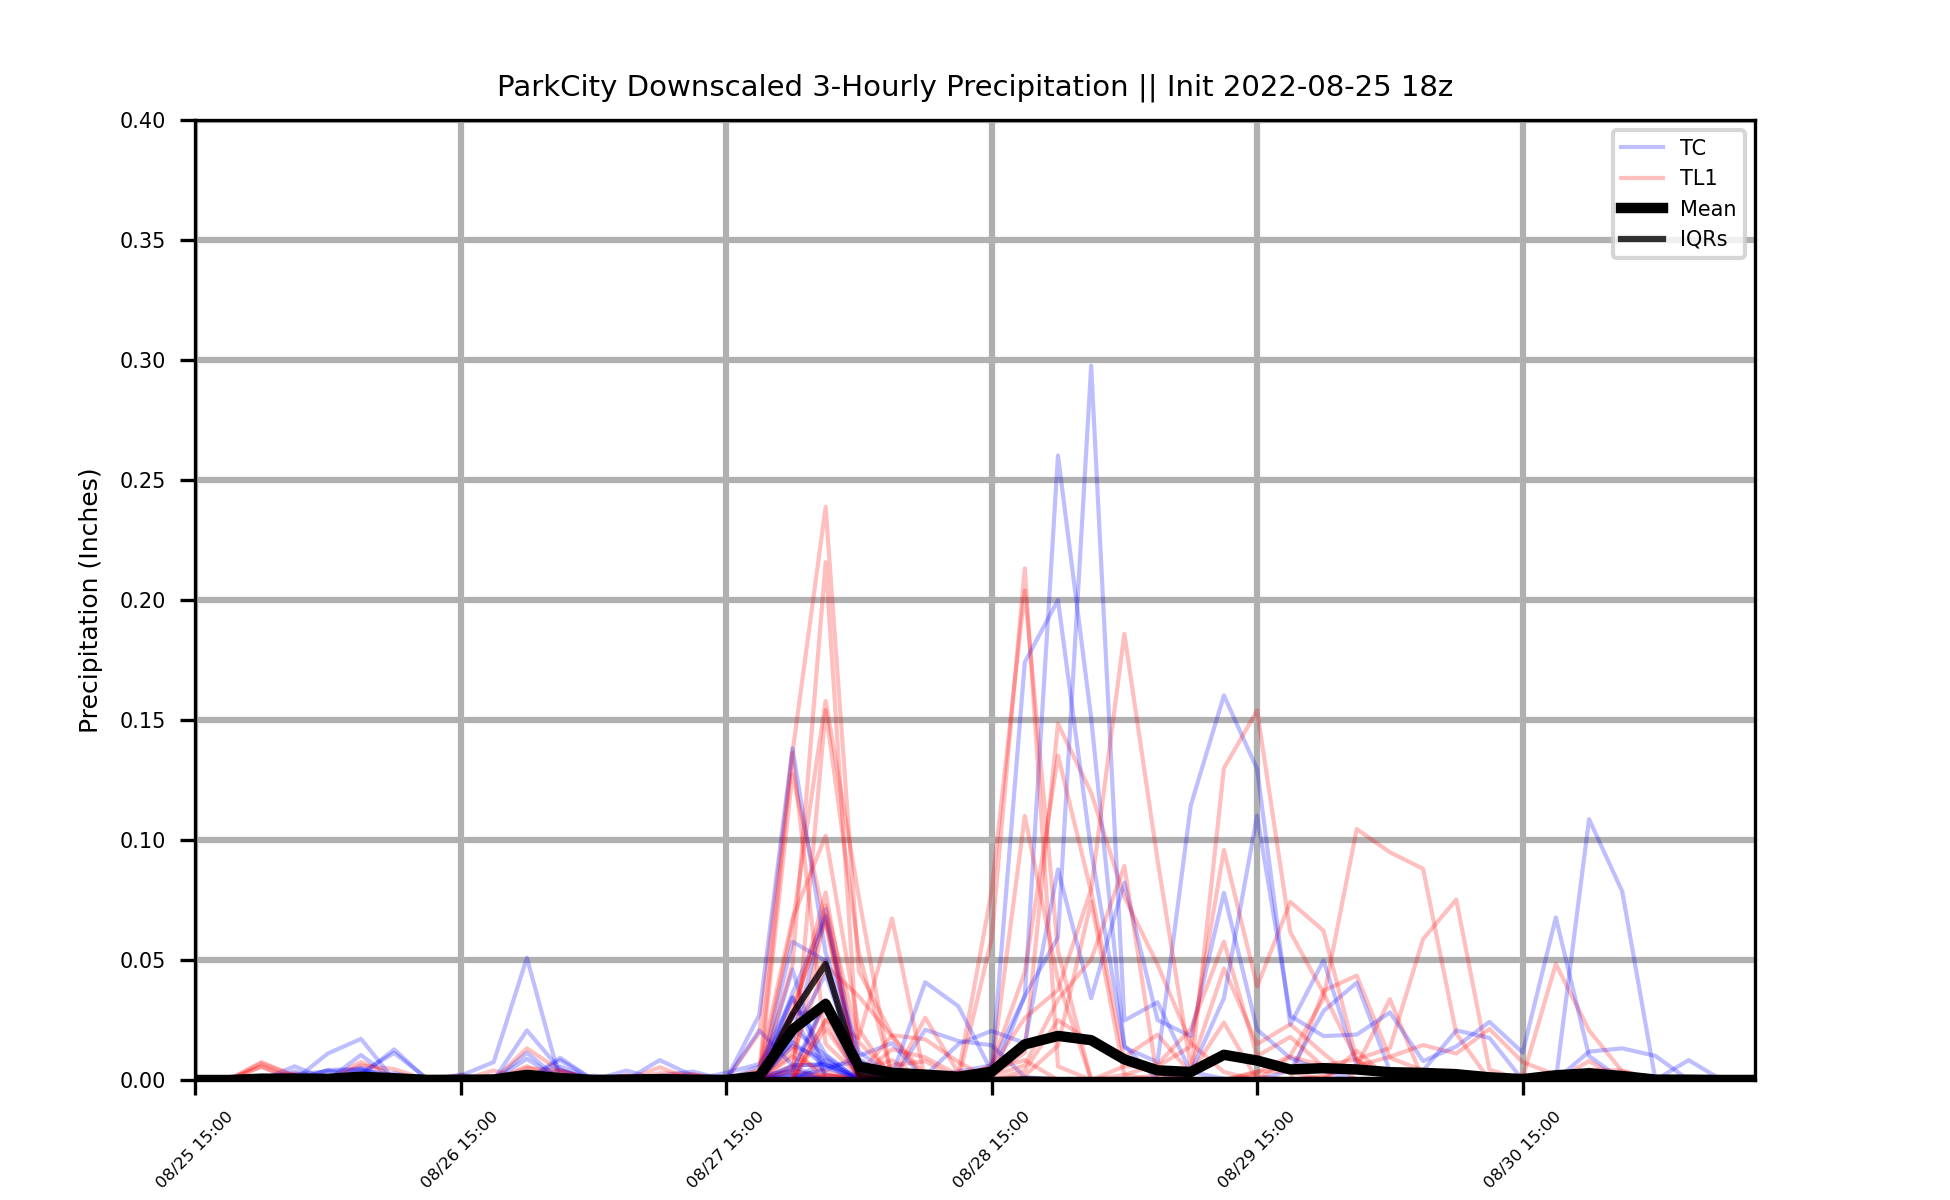 ParkCity Downscaled 3-Hourly Precipitation || Init 2022-08-25 18z
Precipitation (Inches)
0.40
0.35
0.30
0.25
0.20
0.15
0.10
0.05
0.00
TC
TL1
Mean
IQRs
08/25 15:00
08/26 15:00
08/27 15:00
08/28 15:00
08/29 15:00
08/30 15:00